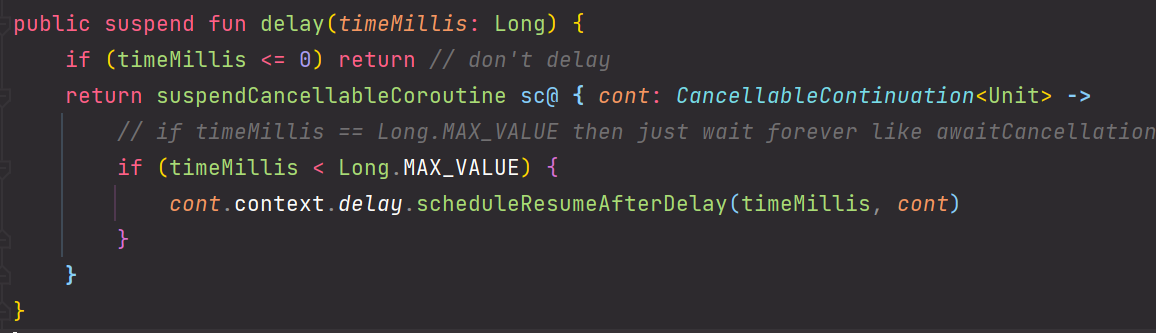 public suspend fun delay(timeMillis: Long) {
    if (timeMillis <= 0) return // don't delay
    return suspendCancellableCoroutine sc@ { cont: CancellableContinuation<Unit> ->
        // if timeMillis == Long.MAX_VALUE then just wait forever like awaitCancellation
        if (timeMillis < Long.MAX_VALUE) {
            cont.context.delay.scheduleResumeAfterDelay(timeMillis, cont)
        }
    }
}